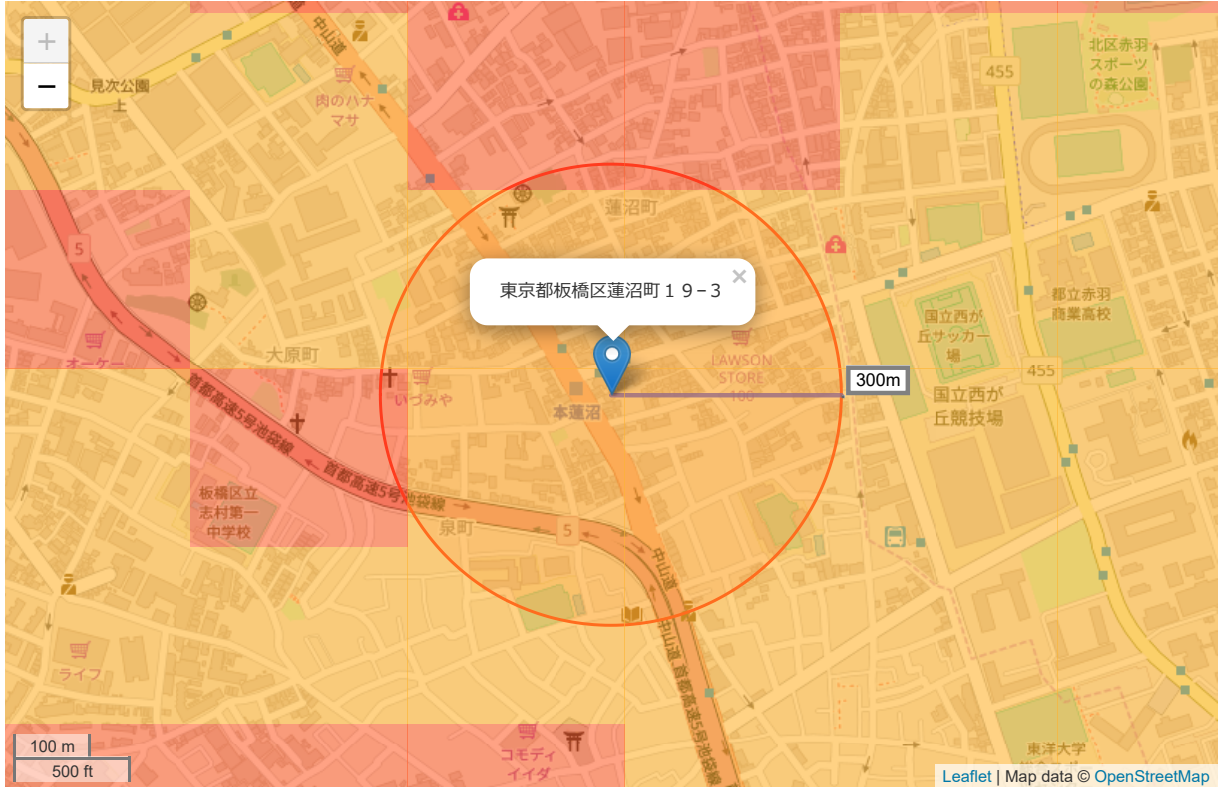 +
−
見次公園
上
中山道
肉のハナ
マサ
455
北区赤羽
スポーツ
の森公園
5
蓮沼町
東京都板橋区蓮沼町１９−３
×
都立赤羽
商業高校
国立西が
丘サッカー
場
オーケー
大原町
いづみや
LAWSON
STORE
100
300m
455
本蓮沼
国立西が
丘競技場
首都高速5号池袋線
首都高速5号池袋線
板橋区立
志村第一
中学校
泉町
5
中山道
中山道、首都高速5号池袋線
ライフ
コモディ
イイダ
東洋大学
100 m
500 ft
Leaflet | Map data © OpenStreetMap